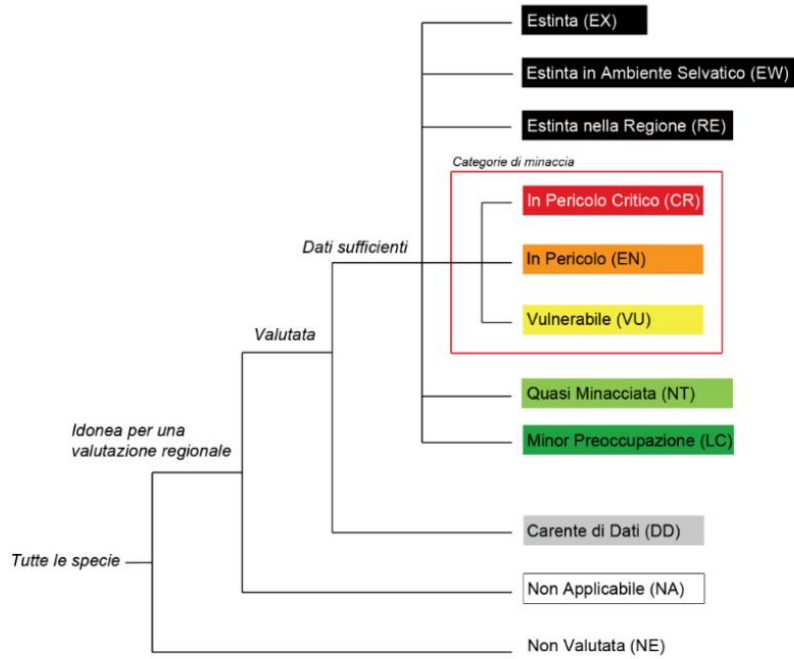 Estinta (EX)
Estinta in Ambiente Selvatico (EW)
Estinta nella Regione (RE)
Categorie di minaccia
In Pericolo Critico (CR)
Dati sufficienti
In Pericolo (EN)
Vulnerabile (VU)
Valutata
Quasi Minacciata (NT)
Idonea per una
valutazione regionale
Minor Preoccupazione (LC)
Carente di Dati (DD)
Tutte le specie
Non Applicabile (NA)
Non Valutata (NE)